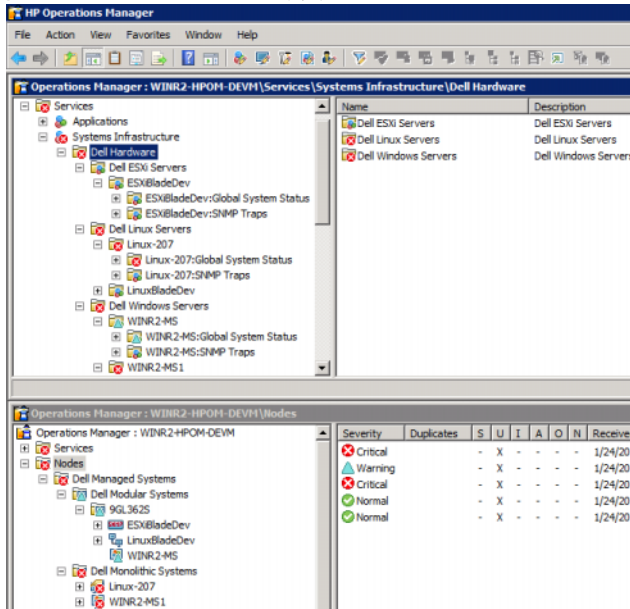 HP Operations Manager
File Action View Favorites Window Help
Operations Manager : WINR2-HPOM-DEVM\Services\Systems Infrastructure\Dell Hardware
Services
Applications
Systems Infrastructure
Dell Hardware
Dell ESXi Servers
ESXiBladeDev
ESXiBladeDev:Global System Status
ESXiBladeDev:SNMP Traps
Dell Linux Servers
Linux-207
Linux-207:Global System Status
Linux-207:SNMP Traps
LinuxBladeDev
Dell Windows Servers
WINR2-MS
WINR2-MS:Global System Status
WINR2-MS:SNMP Traps
WINR2-MS1
Name Description
Dell ESXi Servers Dell ESXi Servers
Dell Linux Servers Dell Linux Servers
Dell Windows Servers Dell Windows Servers
Operations Manager : WINR2-HPOM-DEVM\Nodes
Operations Manager : WINR2-HPOM-DEVM
Services
Nodes
Dell Managed Systems
Dell Modular Systems
9GL362S
ESXiBladeDev
LinuxBladeDev
WINR2-MS
Dell Monolithic Systems
Linux-207
WINR2-MS1
Severity Duplicates S U I A O N Receive
Critical - X - - - - 1/24/20
Warning - X - - - - 1/24/20
Critical - X - - - - 1/24/20
Normal - X - - - - 1/24/20
Normal - X - - - - 1/24/20